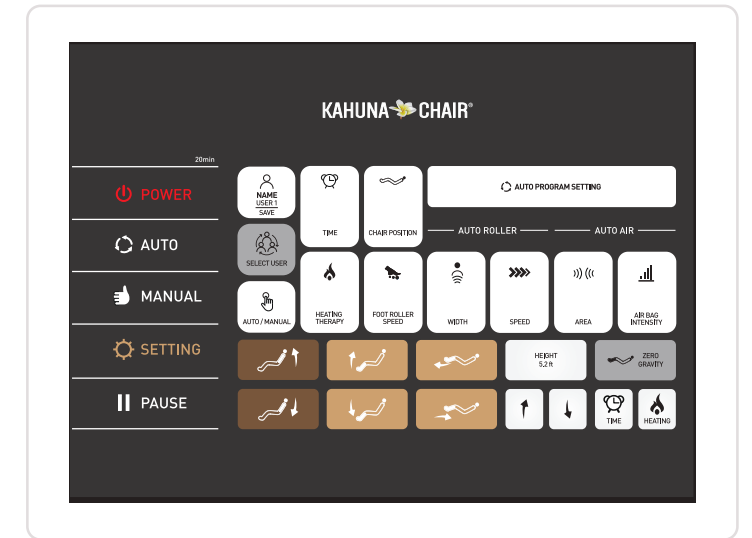 KAHUNA CHAIR®
20min
POWER
AUTO
MANUAL
SETTING
PAUSE
NAME
USER 1
SAVE
SELECT USER
AUTO / MANUAL
TIME
CHAIR POSITION
AUTO PROGRAM SETTING
AUTO ROLLER
AUTO AIR
HEATING
THERAPY
FOOT ROLLER
SPEED
WIDTH
SPEED
AREA
AIR BAG
INTENSITY
HEIGHT
5,2 ft
ZERO
GRAVITY
TIME
HEATING